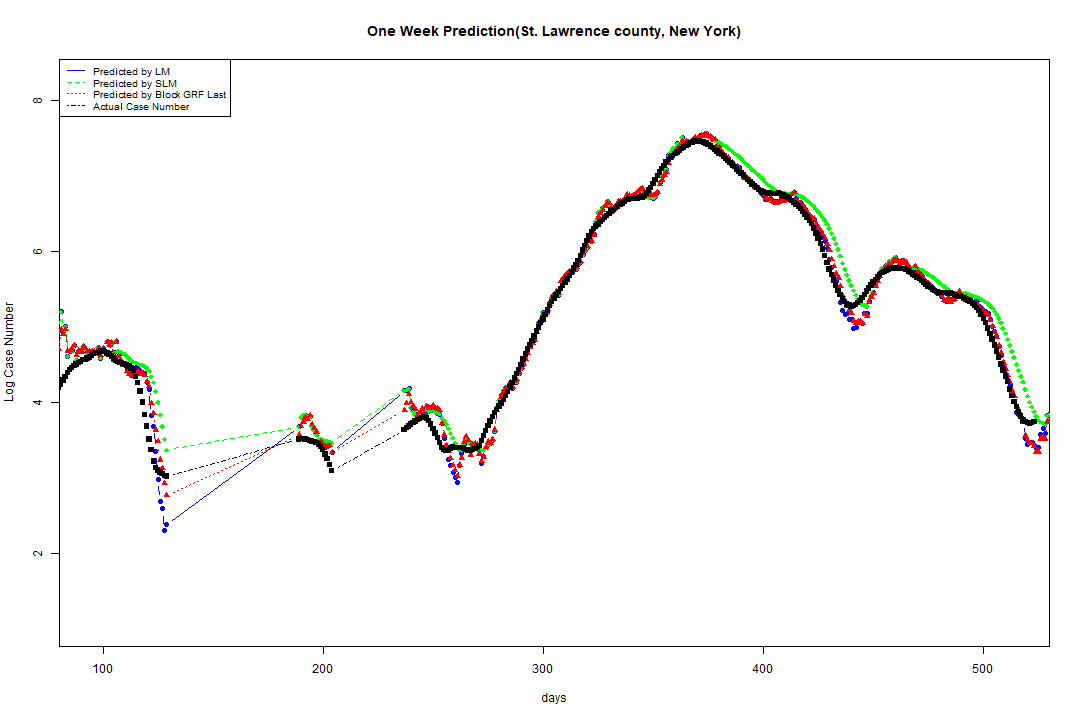 One Week Prediction(St. Lawrence county, New York)
Predicted by LM
Predicted by SLM
Predicted by Block GRF Last
Actual Case Number
8
6
4
2
Log Case Number
100 200 300 400 500
days